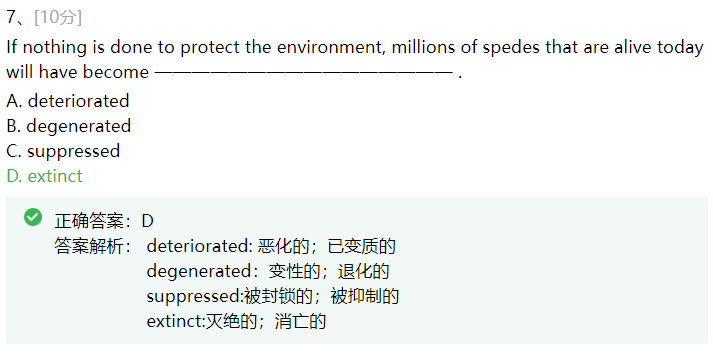 7、[10分]
If nothing is done to protect the environment, millions of spedes that are alive today
will have become ———————————————— .
A. deteriorated
B. degenerated
C. suppressed
D. extinct
正确答案：D
答案解析： deteriorated: 恶化的；已变质的
degenerated：变性的；退化的
suppressed:被封锁的；被抑制的
extinct:灭绝的；消亡的